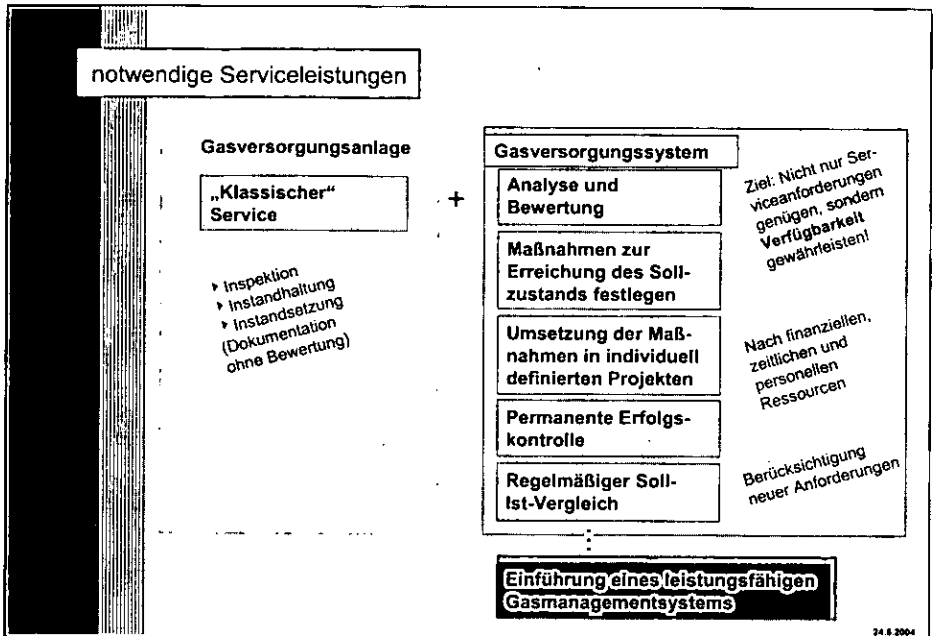 notwendige Serviceleistungen
Gasversorgungsanlage
„Klassischer“
Service
Inspektion
Instandhaltung
Instandsetzung
(Dokumentation
ohne Bewertung)
+
Gasversorgungssystem
Analyse und
Bewertung
Maßnahmen zur
Erreichung des Soll-
zustands festlegen
Umsetzung der Maß-
nahmen in individuell
definierten Projekten
Permanente Erfolgs-
kontrolle
Regelmäßiger Soll-
Ist-Vergleich
Ziel: Nicht nur Ser-
viceanforderungen
genügen, sondern
Verfügbarkeit
gewährleisten!
Nach finanziellen,
zeitlichen und
personellen
Ressourcen
Berücksichtigung
neuer Anforderungen
Einführung eines leistungsfähigen
Gasmanagementsystems
24.6.2004